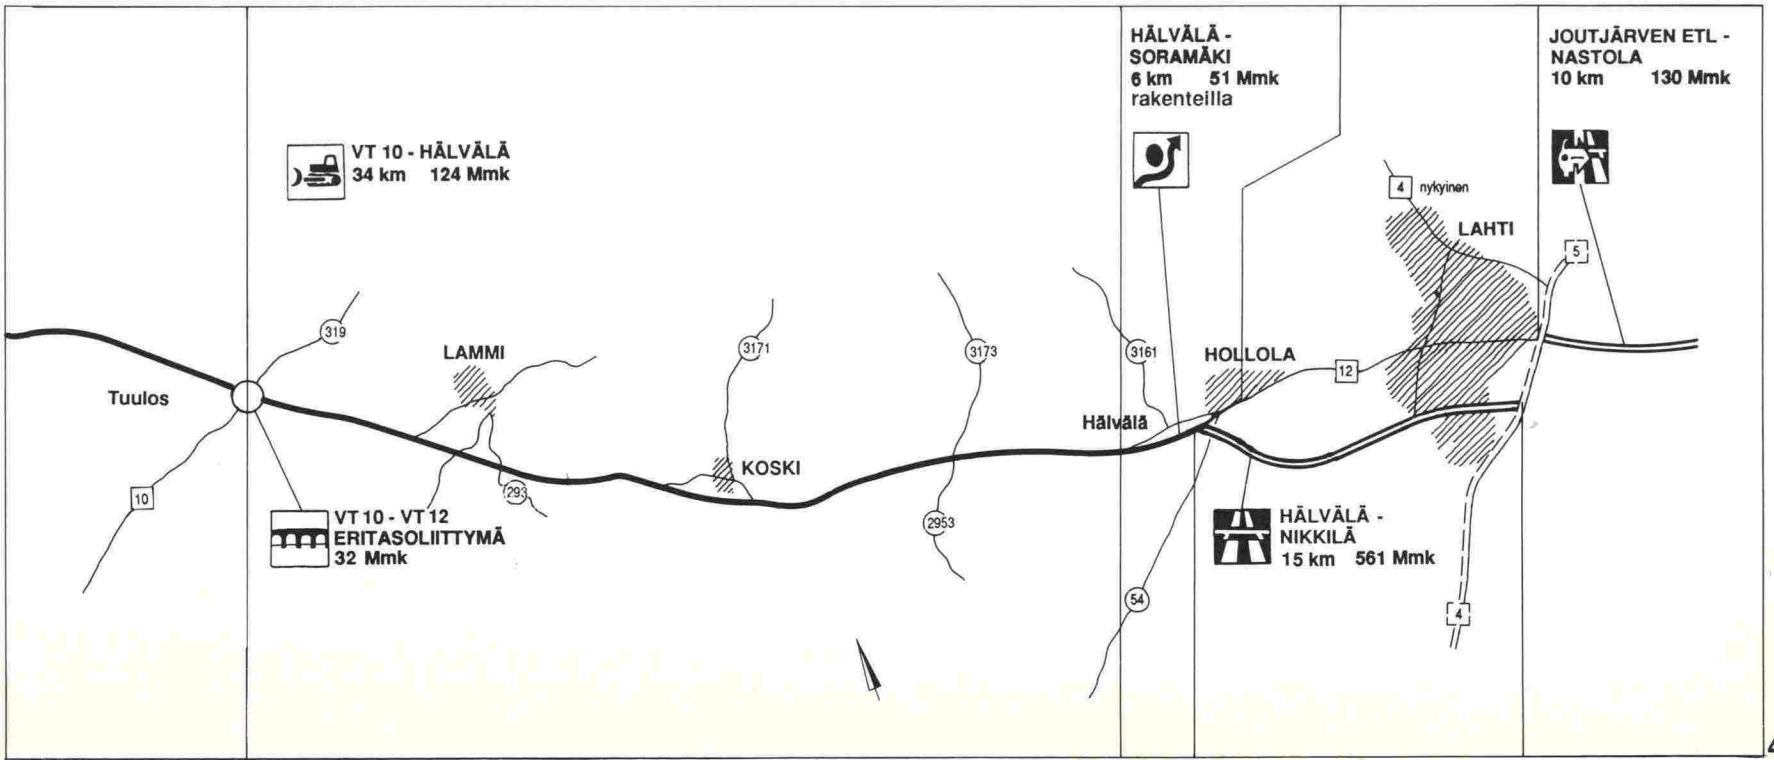 HÄLVÄLÄ -
SORAMÄKI
6 km 51 Mmk
rakenteilla
JOUTJÄRVEN ETL -
NASTOLA
10 km 130 Mmk
VT 10 - HÄLVÄLÄ
34 km 124 Mmk
4 nykyinen
LAHTI
5
319
LAMMI
3171
3173
3161
HOLLOLA
12
Tuulos
Hälvälä
KOSKI
10
293
2953
VT 10 - VT 12
ERITASOLIITTYMÄ
32 Mmk
HÄLVÄLÄ -
NIKKILÄ
15 km 561 Mmk
54
4
4